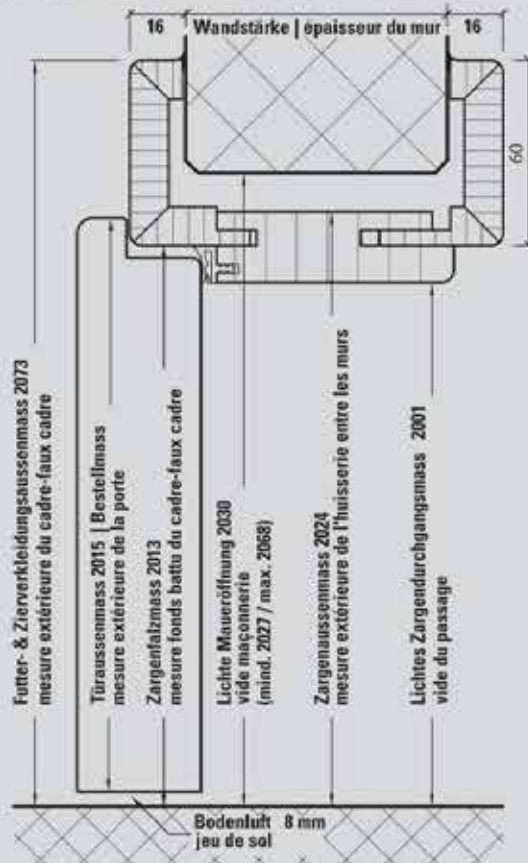 16 Wandstärke | épaisseur du mur 16
60
Futter- & Zierverkleidungsaussenmass 2073
mesure extérieure du cadre-faux cadre
Türaussenmass 2015 | Bestellmass
mesure extérieure de la porte
Zargenfalzmass 2013
mesure fonds battu du cadre-faux cadre
Lichte Maueröffnung 2030
vide maçonnerie
(mind. 2027 / max. 2068)
Zargenaussenmass 2024
mesure extérieure de l'huisserie entre les murs
Lichtes Zargendurchgangsmass 2001
vide du passage
Bodenluft 8 mm
jeu de sol